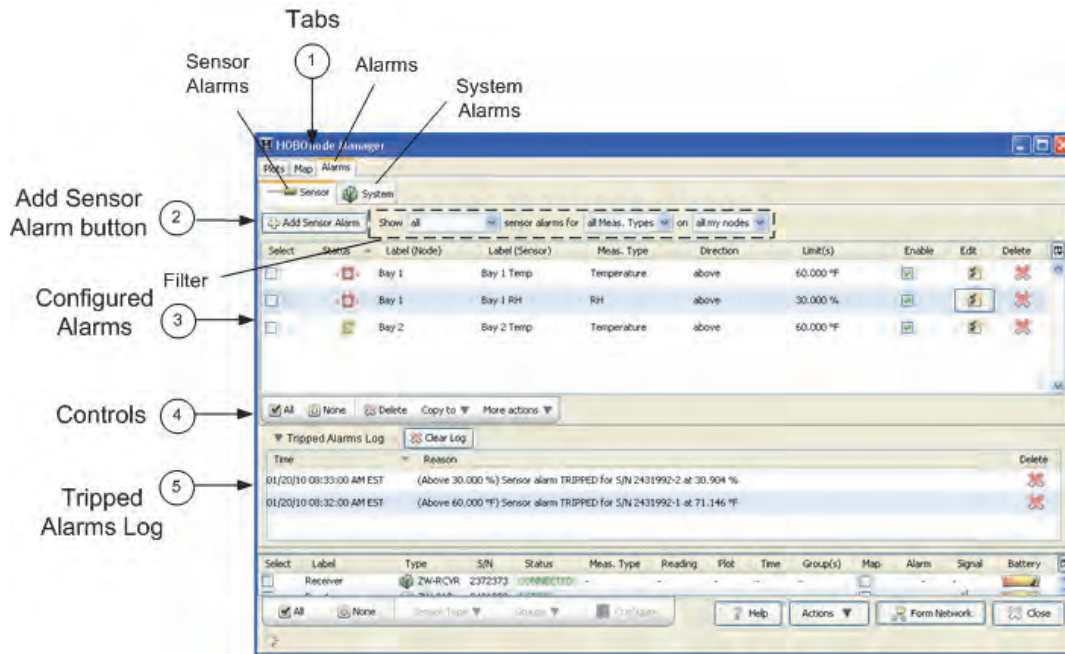 Tabs
1
Sensor Alarms
Alarms
System Alarms
HOBOnode Manager
Plots Map Alarms
Sensor System
Add Sensor Alarm button
2
Add Sensor Alarm Show all sensor alarms for all Meas. Types on all my nodes
Filter
Select Status Label (Node) Label (Sensor) Meas. Type Direction Limit(s) Enable Edit Delete
Bay 1 Bay 1 Temp Temperature above 60.000 °F
Configured Alarms
3
Bay 1 Bay 1 RH RH above 30.000 %
Bay 2 Bay 2 Temp Temperature above 60.000 °F
Controls
4
All None Delete Copy to More actions
Tripped Alarms Log Clear Log
Time Reason Delete
5
01/20/10 08:33:00 AM EST (Above 30.000 %) Sensor alarm TRIPPED for S/N 2431992-2 at 30.904 %
01/20/10 08:32:00 AM EST (Above 60.000 °F) Sensor alarm TRIPPED for S/N 2431992-1 at 71.146 °F
Tripped Alarms Log
Select Label Type S/N Status Meas. Type Reading Plot Time Group(s) Map Alarm Signal Battery
Receiver ZW-RCVR 2372373 CONNECTED - - - - - - -
All None Sensor Type Groups Configure Help Actions Form Network Close